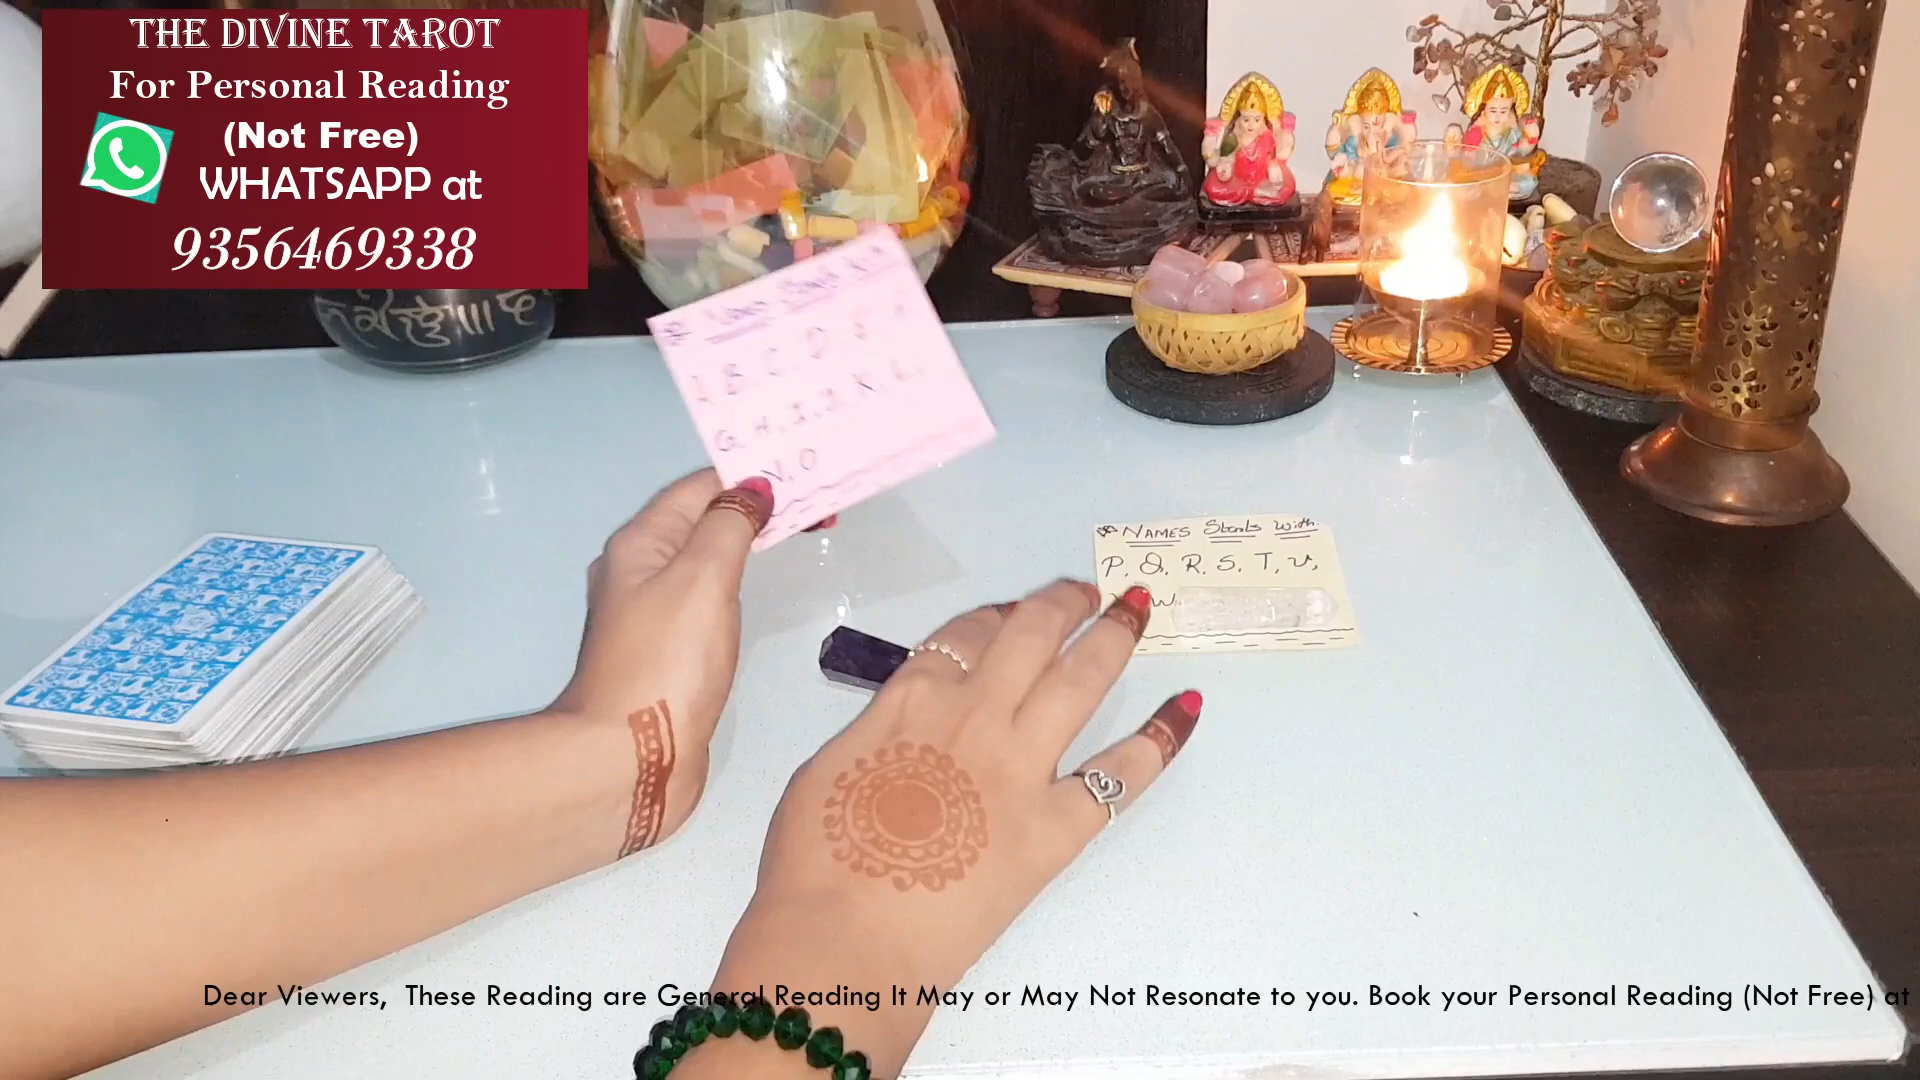 THE DIVINE TAROT
For Personal Reading
(Not Free)
WHATSAPP at
9356469338
B. C. D.
G. H. I. J. K. L.
N. O
NAMES Starts With.
P. Q. R. S. T, U,
W.
Dear Viewers, These Reading are General Reading It May or May Not Resonate to you. Book your Personal Reading (Not Free) at